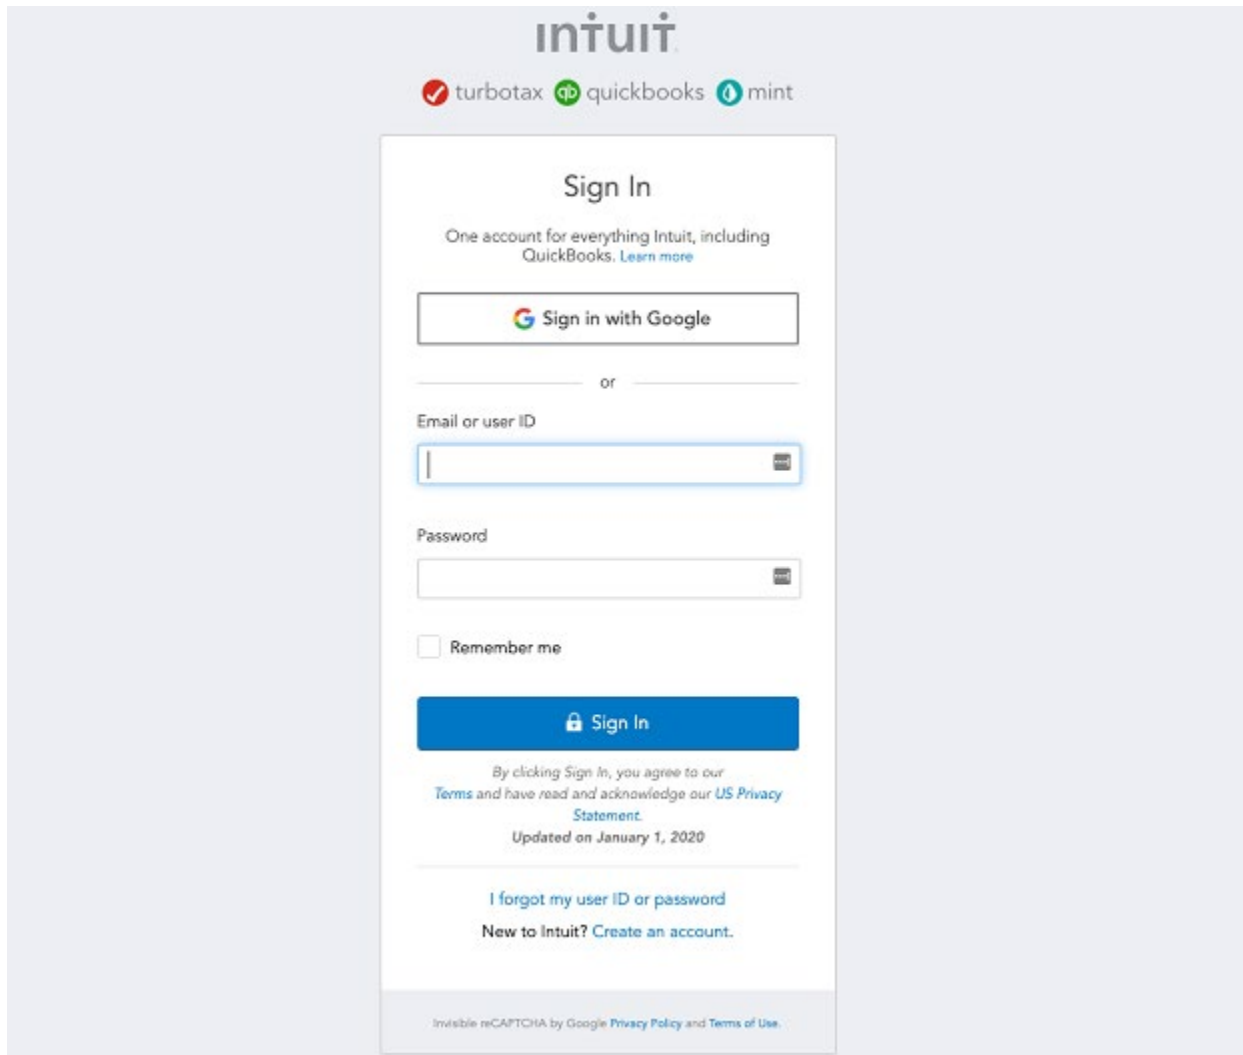 intuit
turbotax qb quickbooks mint
Sign In
One account for everything Intuit, including
QuickBooks. Learn more
G Sign in with Google
or
Email or user ID
Password
Remember me
Sign In
By clicking Sign In, you agree to our
Terms and have read and acknowledge our US Privacy
Statement.
Updated on January 1, 2020
I forgot my user ID or password
New to Intuit? Create an account.
Invisible reCAPTCHA by Google Privacy Policy and Terms of Use.